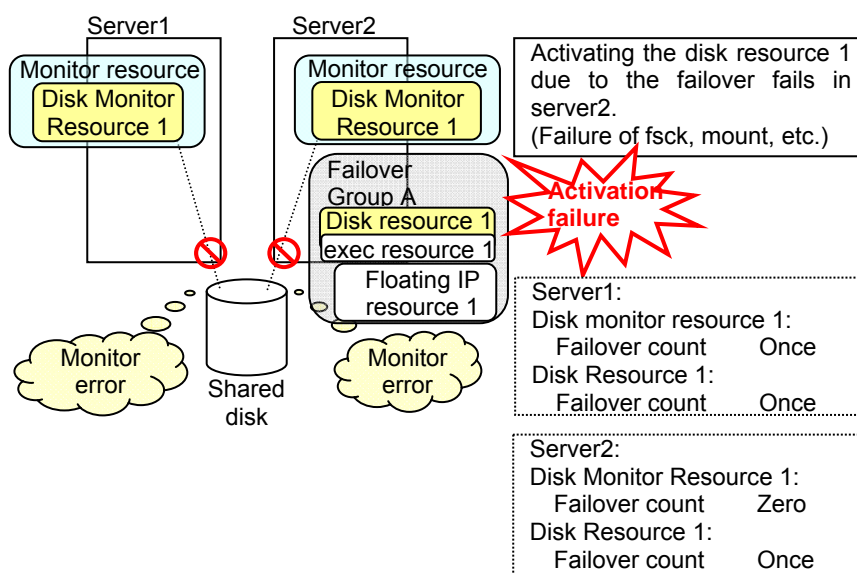 Server1
Monitor resource
Disk Monitor
Resource 1
Server2
Monitor resource
Disk Monitor
Resource 1
Failover
Group A
Disk resource 1
exec resource 1
Floating IP
resource 1
Activating the disk resource 1
due to the failover fails in
server2.
(Failure of fsck, mount, etc.)
Activation
failure
Monitor
error
Shared
disk
Monitor
error
Server1:
Disk monitor resource 1:
Failover count Once
Disk Resource 1:
Failover count Once
Server2:
Disk Monitor Resource 1:
Failover count Zero
Disk Resource 1:
Failover count Once